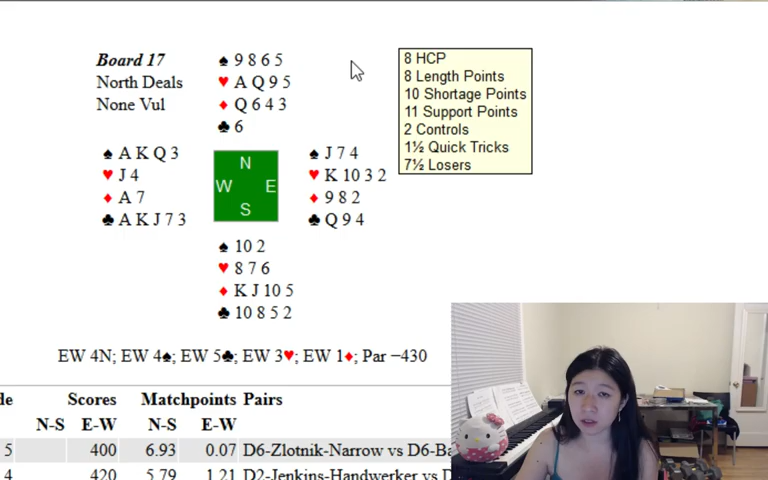 Board 17
North Deals
None Vul
♠ 9 8 6 5
♥ A Q 9 5
♦ Q 6 4 3
♣ 6
8 HCP
8 Length Points
10 Shortage Points
11 Support Points
2 Controls
1½ Quick Tricks
7½ Losers
♠ A K Q 3
♥ J 4
♦ A 7
♣ A K J 7 3
N
W E
S
♠ J 7 4
♥ K 10 3 2
♦ 9 8 2
♣ Q 9 4
♠ 10 2
♥ 8 7 6
♦ K J 10 5
♣ 10 8 5 2
EW 4N; EW 4♠; EW 5♣; EW 3♥; EW 1♦; Par −430
de Scores Matchpoints Pairs
N-S E-W N-S E-W
5 400 6.93 0.07 D6-Zlotnik-Narrow vs D6-Ba
4 420 5.79 1.21 D2-Jenkins-Handwerker vs D